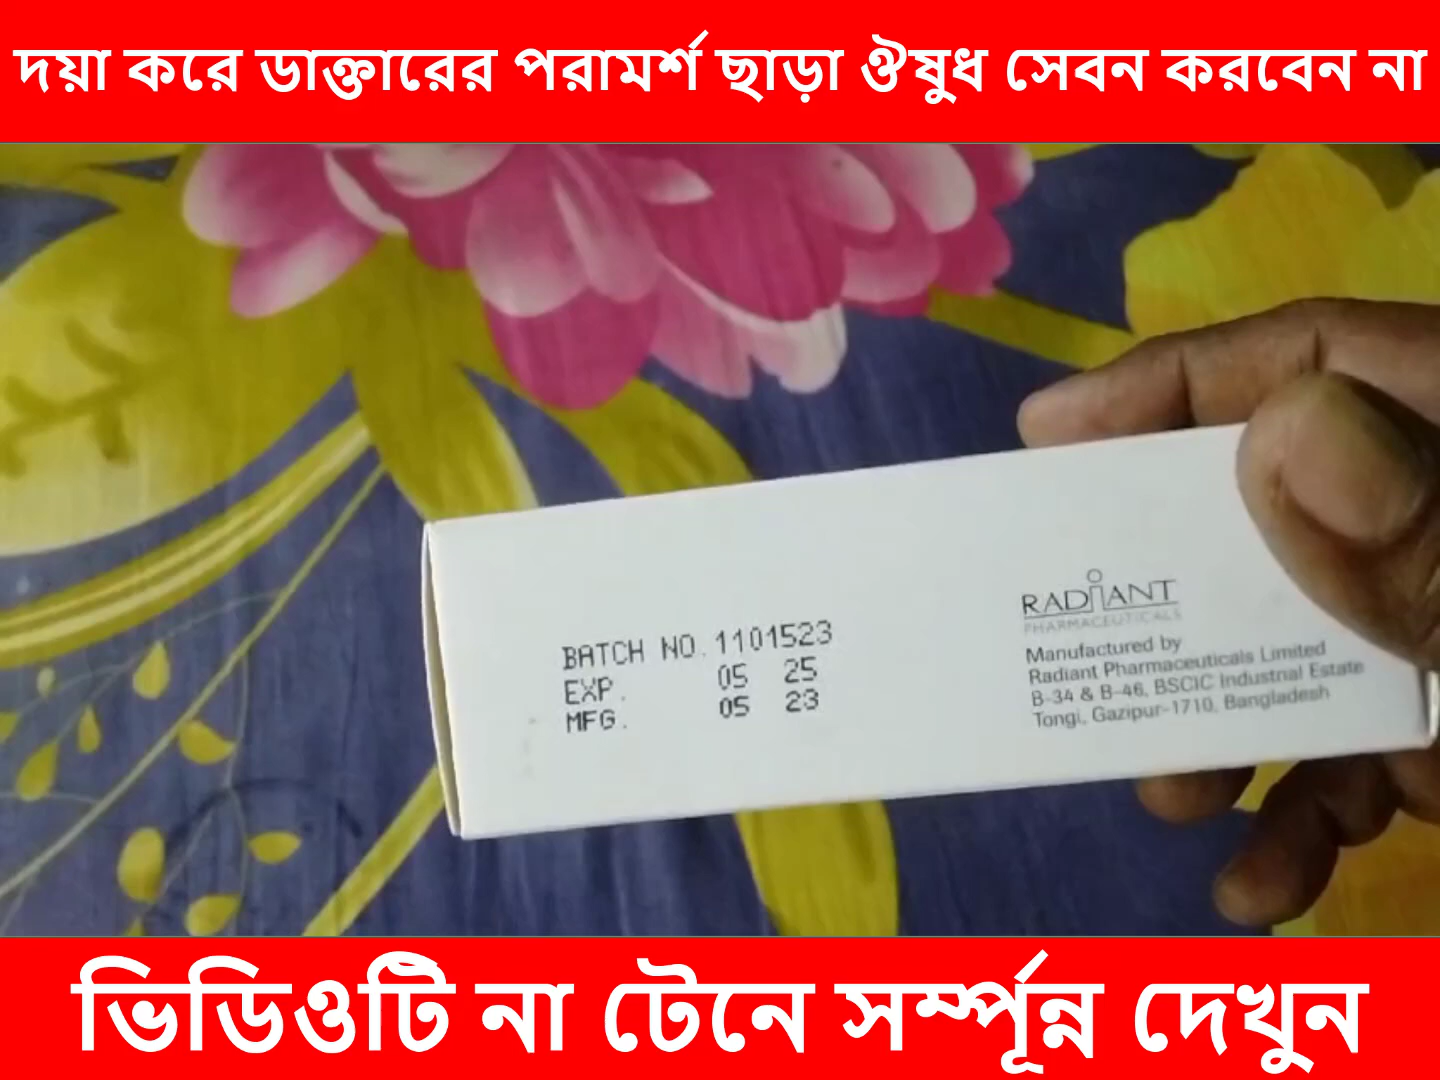 দয়া করে ডাক্তারের পরামর্শ ছাড়া ঔষুধ সেবন করবেন না
RADiANT
PHARMACEUTICALS
BATCH NO. 1101523
EXP. 05 25
MFG. 05 23
Manufactured by
Radiant Pharmaceuticals Limited
B-34 & B-46, BSCIC Industrial Estate
Tongi, Gazipur-1710, Bangladesh
ভিডিওটি না টেনে সর্ম্পূন্ন দেখুন